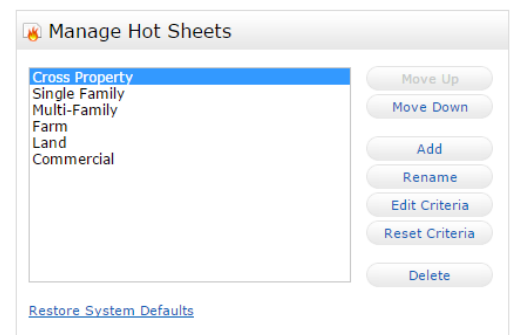 Manage Hot Sheets
Cross Property
Single Family
Multi-Family
Farm
Land
Commercial
Move Up
Move Down
Add
Rename
Edit Criteria
Reset Criteria
Delete
Restore System Defaults